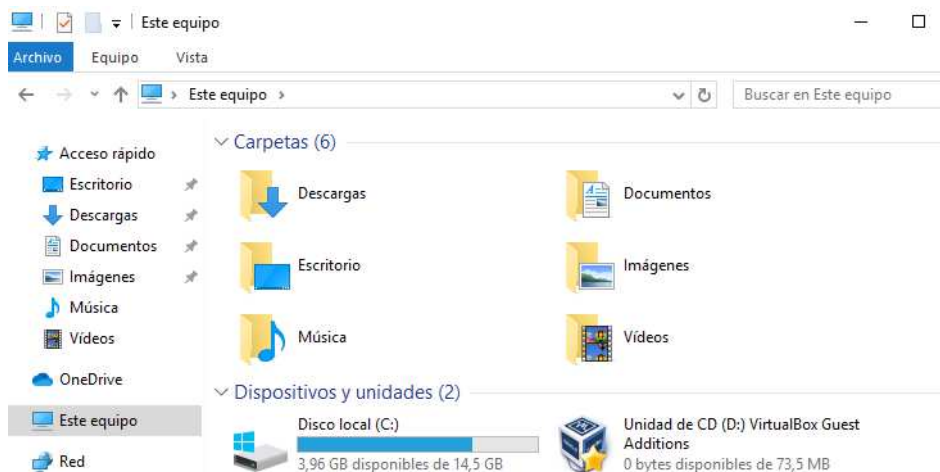 Este equipo
Archivo Equipo Vista
Este equipo Buscar en Este equipo
Acceso rápido
Escritorio
Descargas
Documentos
Imágenes
Música
Vídeos
OneDrive
Este equipo
Red
Carpetas (6)
Descargas Documentos
Escritorio Imágenes
Música Vídeos
Dispositivos y unidades (2)
Disco local (C:)
3,96 GB disponibles de 14,5 GB
Unidad de CD (D:) VirtualBox Guest
Additions
0 bytes disponibles de 73,5 MB